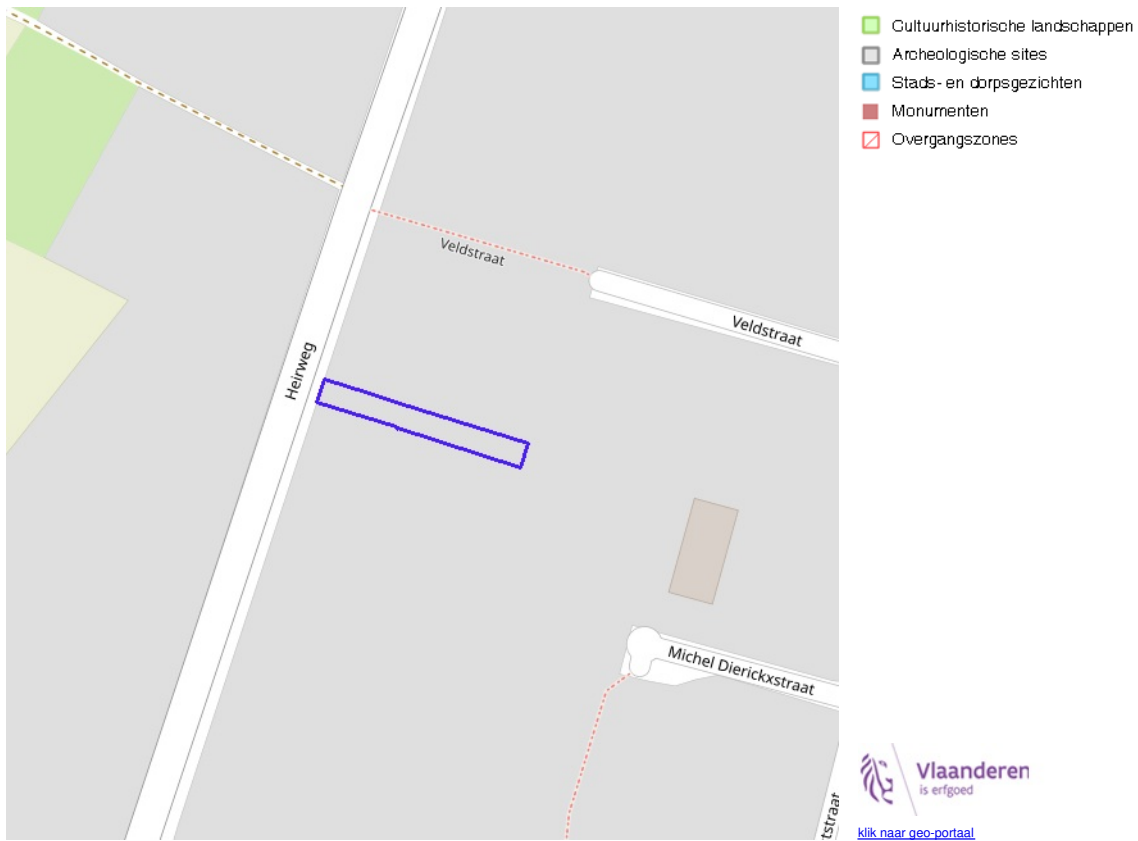 Cultuurhistorische landschappen
Archeologische sites
Stads- en dorpsgezichten
Monumenten
Overgangszones
Veldstraat
Veldstraat
Heirweg
Michel Dierickxstraat
tstraat
Vlaanderen
is erfgoed
klik naar geo-portaal